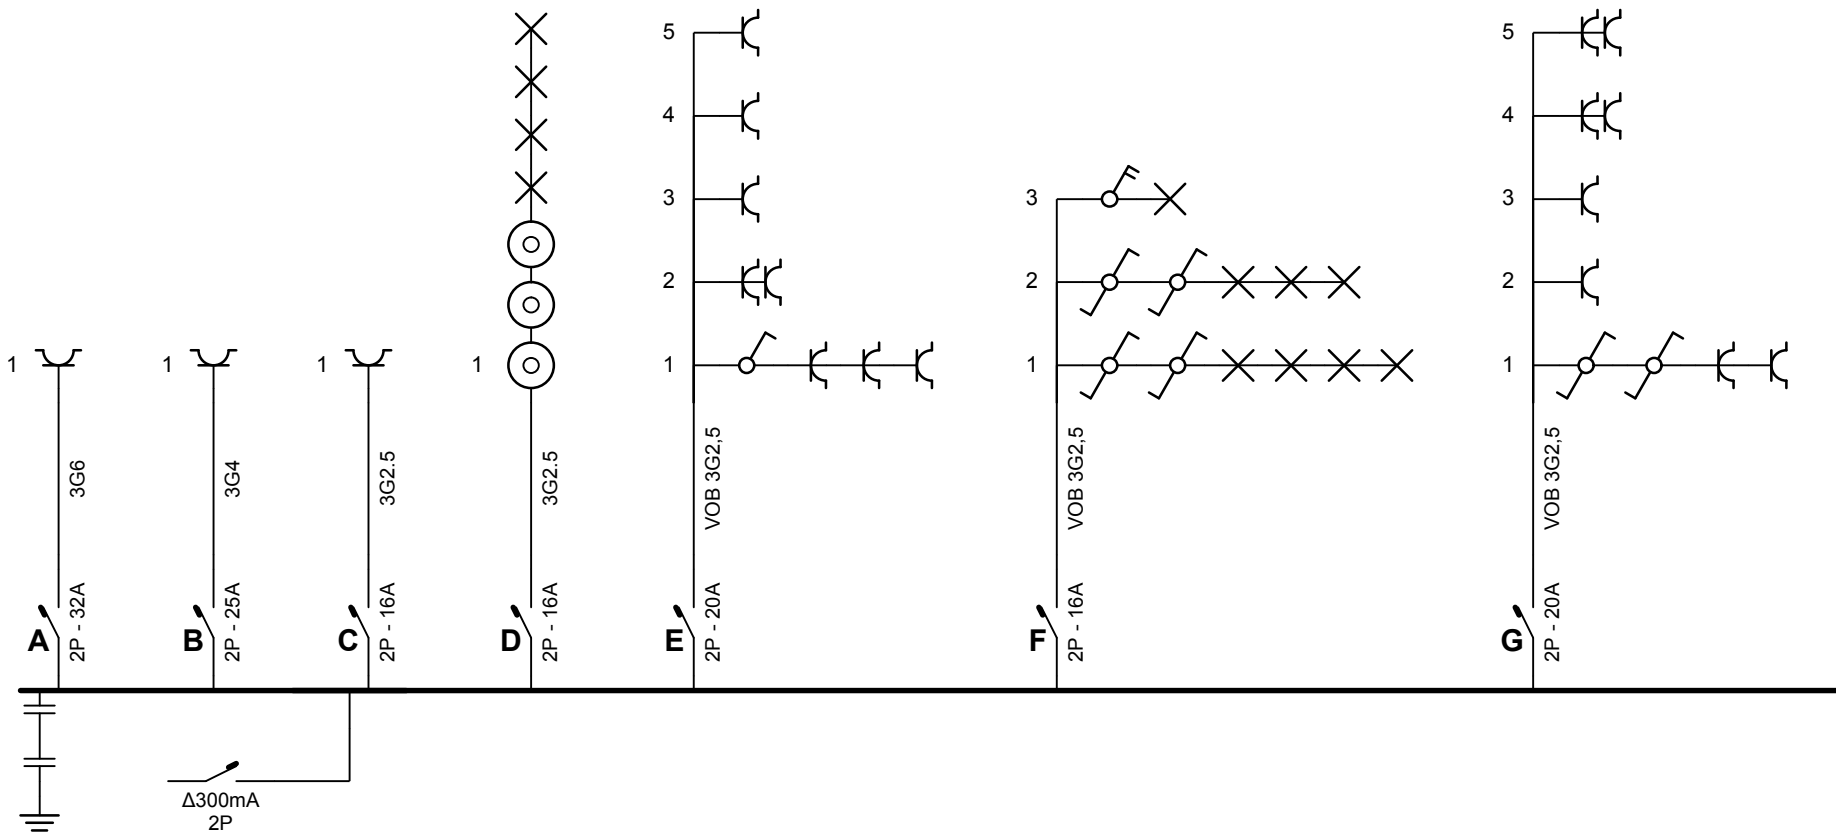 5
4
3
2
1
5
4
3
2
1
3
2
1
1
1
1
1
3G6
3G4
3G2.5
3G2.5
VOB 3G2,5
VOB 3G2,5
VOB 3G2,5
A
2P - 32A
B
2P - 25A
C
2P - 16A
D
2P - 16A
E
2P - 20A
F
2P - 16A
G
2P - 20A
Δ300mA
2P